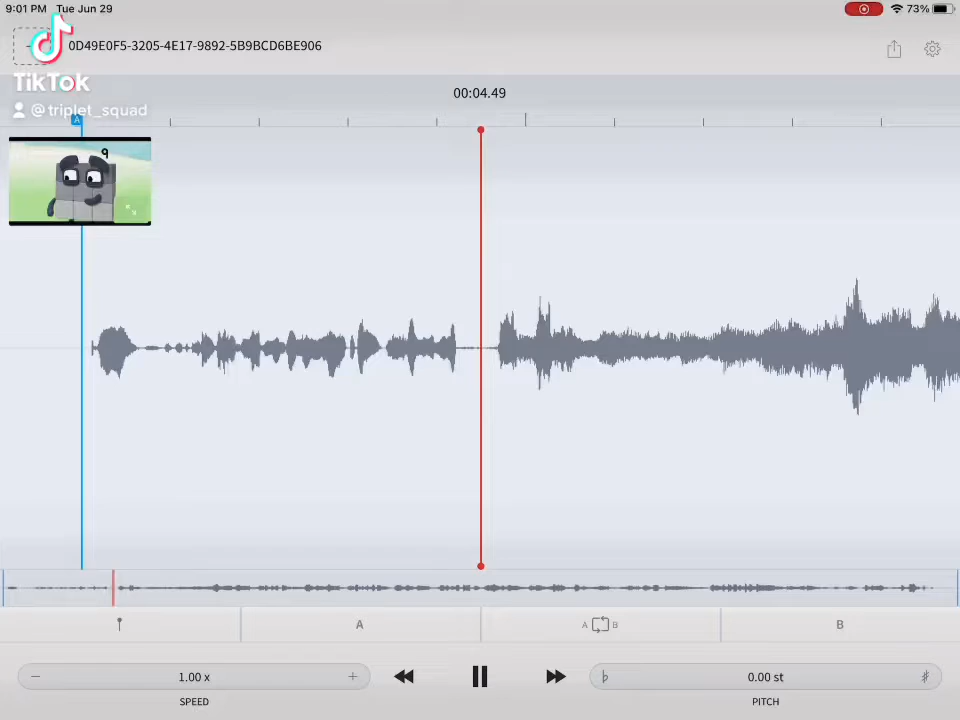 9:01 PM Tue Jun 29
73%
0D49E0F5-3205-4E17-9892-5B9BCD6BE906
TikTok
@triplet_squad
00:04.49
A
9
A
A B
B
1.00 x
0.00 st
SPEED
PITCH